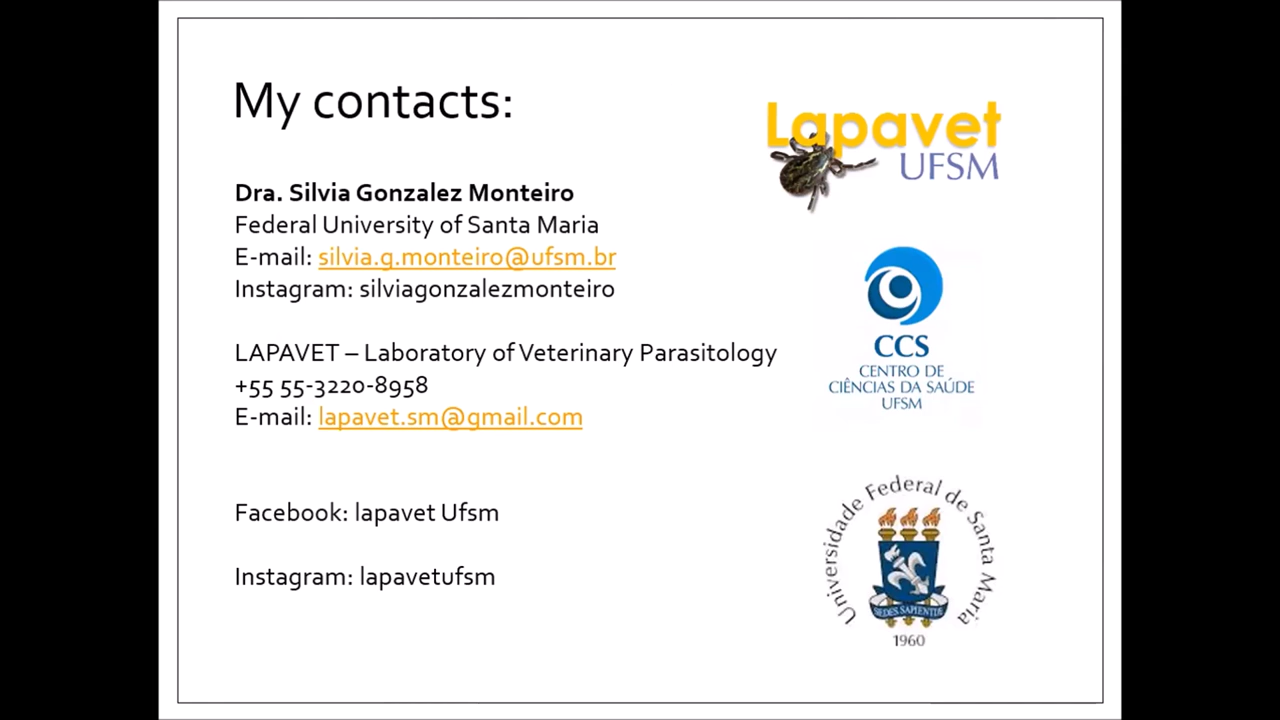 My contacts:
Dra. Silvia Gonzalez Monteiro
Federal University of Santa Maria
E-mail: silvia.g.monteiro@ufsm.br
Instagram: silviagonzalezmonteiro
LAPAVET – Laboratory of Veterinary Parasitology
+55 55-3220-8958
E-mail: lapavet.sm@gmail.com
Facebook: lapavet Ufsm
Instagram: lapavetufsm
Lapavet
UFSM
CCS
CENTRO DE
CIÊNCIAS DA SAÚDE
UFSM
Universidade Federal de Santa Maria
SEDES SAPIENTIAE
1960